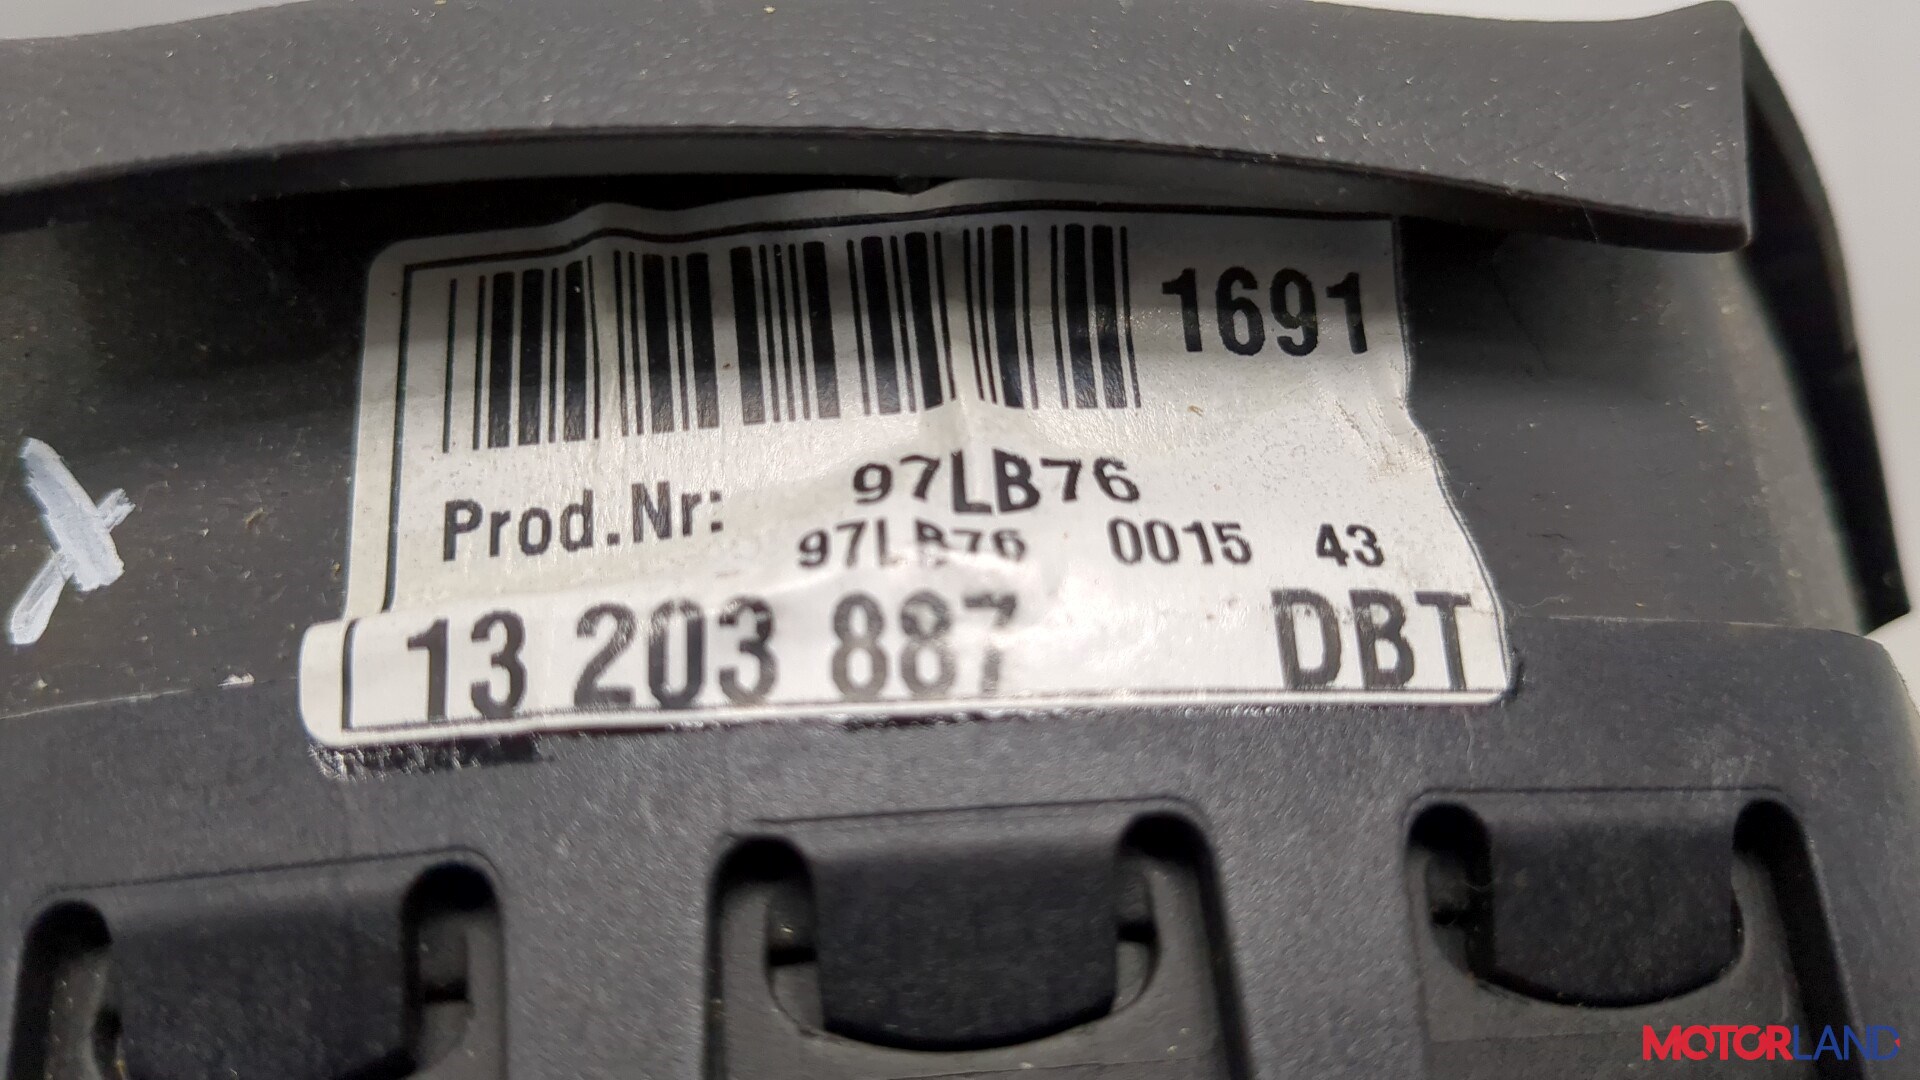 1691
Prod.Nr: 97LB76
97LB76 0015 43
13 203 887 DBT
MOTORLAND